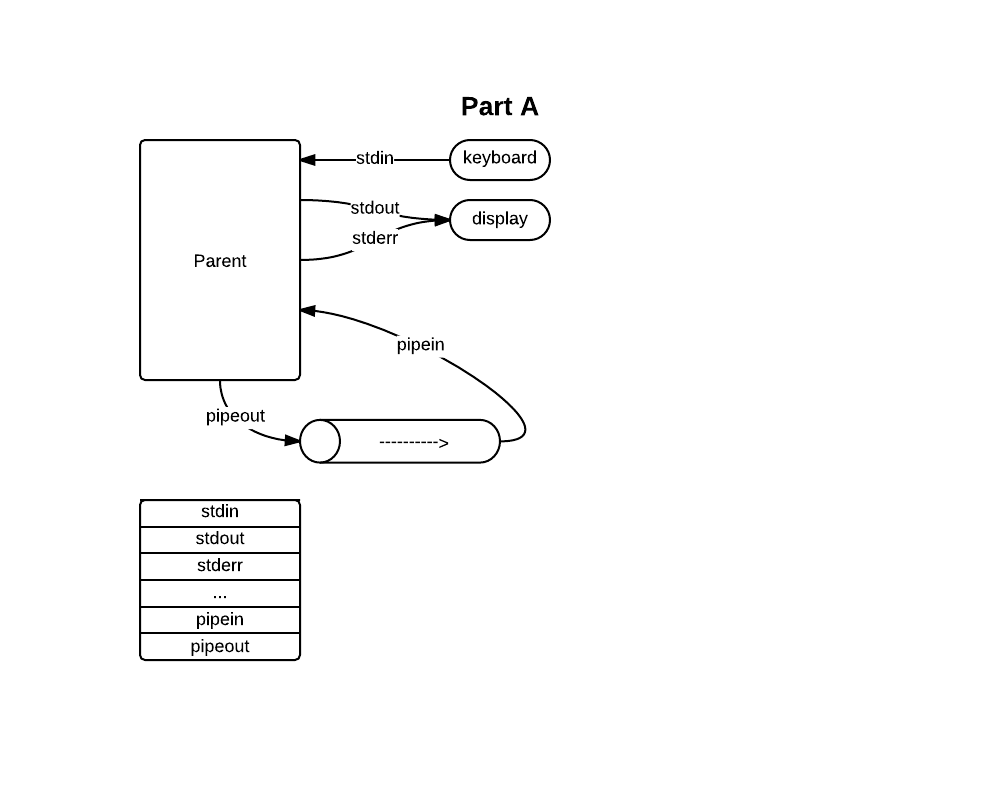 Part A
stdin
keyboard
stdout
display
stderr
Parent
pipein
pipeout
---------->
stdin
stdout
stderr
...
pipein
pipeout